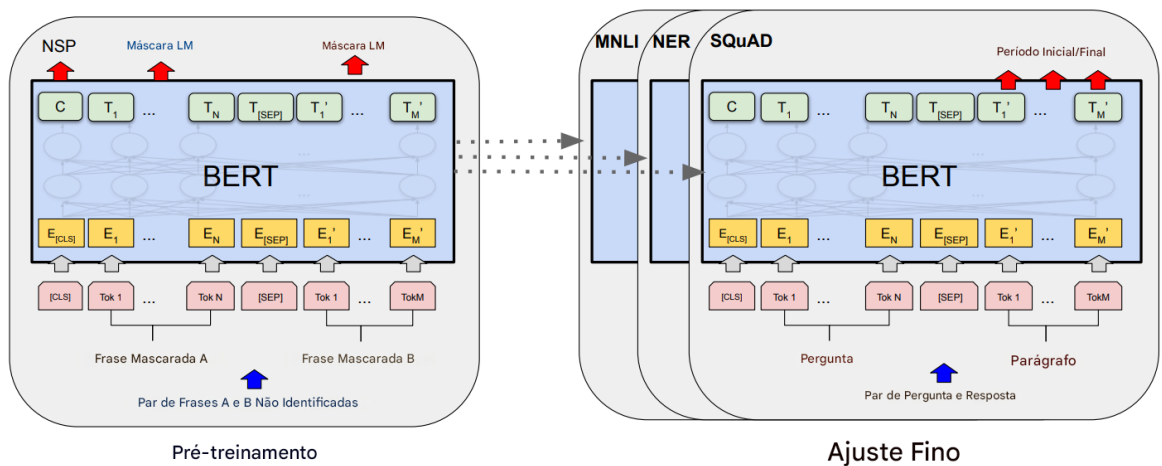 NSP Máscara LM Máscara LM
C T1 ... TN T[SEP] T1' ... TM'
...
BERT
...
E[CLS] E1 ... EN E[SEP] E1' ... EM'
[CLS] Tok 1 ... Tok N [SEP] Tok 1 ... TokM
Frase Mascarada A Frase Mascarada B
Par de Frases A e B Não Identificadas
Pré-treinamento
MNLI NER SQuAD
Período Inicial/Final
C T1 ... TN T[SEP] T1' ... TM'
...
BERT
...
E[CLS] E1 ... EN E[SEP] E1' ... EM'
[CLS] Tok 1 ... Tok N [SEP] Tok 1 ... TokM
Pergunta Parágrafo
Par de Pergunta e Resposta
Ajuste Fino